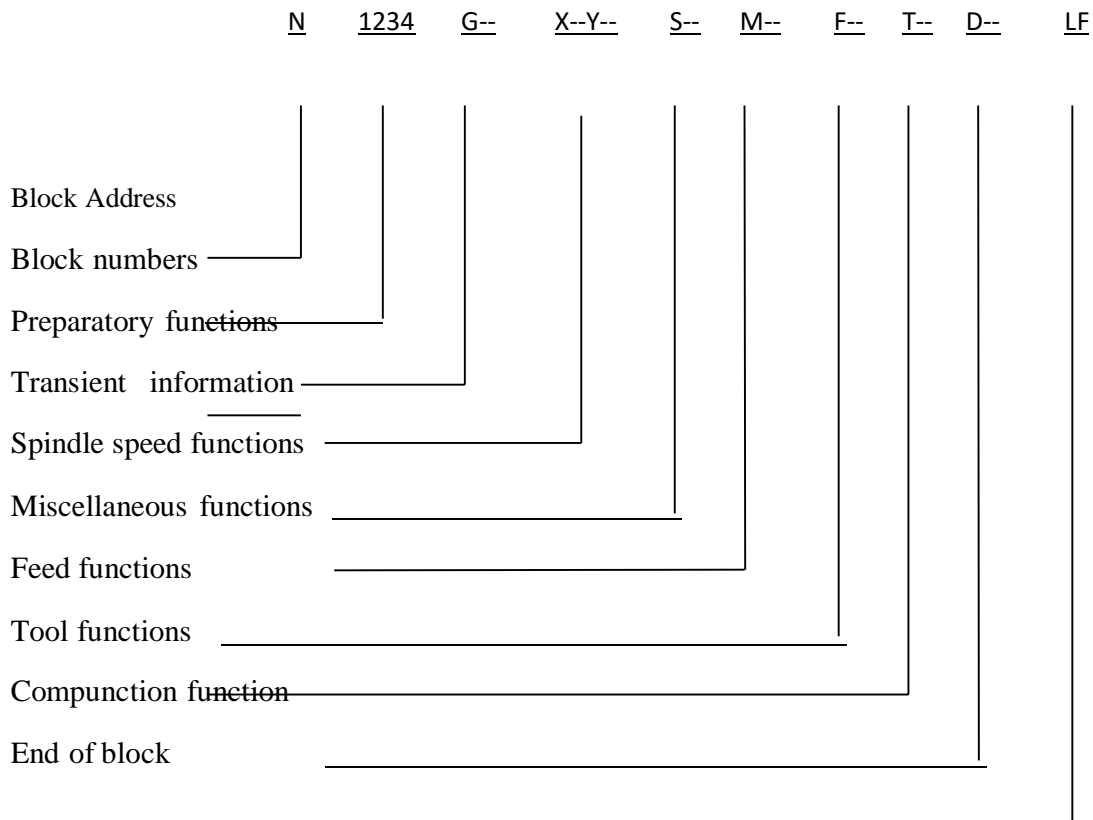 N 1234 G-- X--Y-- S-- M-- F-- T-- D-- LF
Block Address
Block numbers
Preparatory functions
Transient information
Spindle speed functions
Miscellaneous functions
Feed functions
Tool functions
Compunction function
End of block